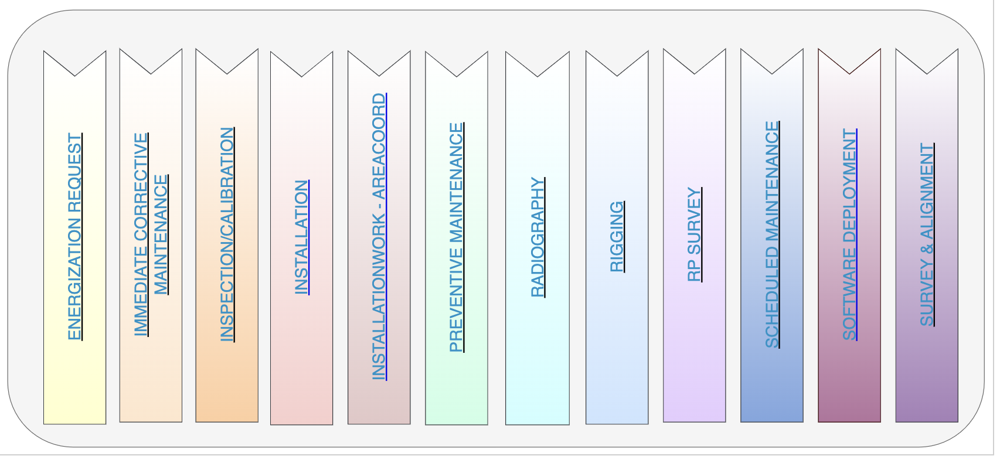 ENERGIZATION REQUEST
IMMEDIATE CORRECTIVE
MAINTENANCE
INSPECTION/CALIBRATION
INSTALLATION
INSTALLATIONWORK - AREACOORD
PREVENTIVE MAINTENANCE
RADIOGRAPHY
RIGGING
RP SURVEY
SCHEDULED MAINTENANCE
SOFTWARE DEPLOYMENT
SURVEY & ALIGNMENT